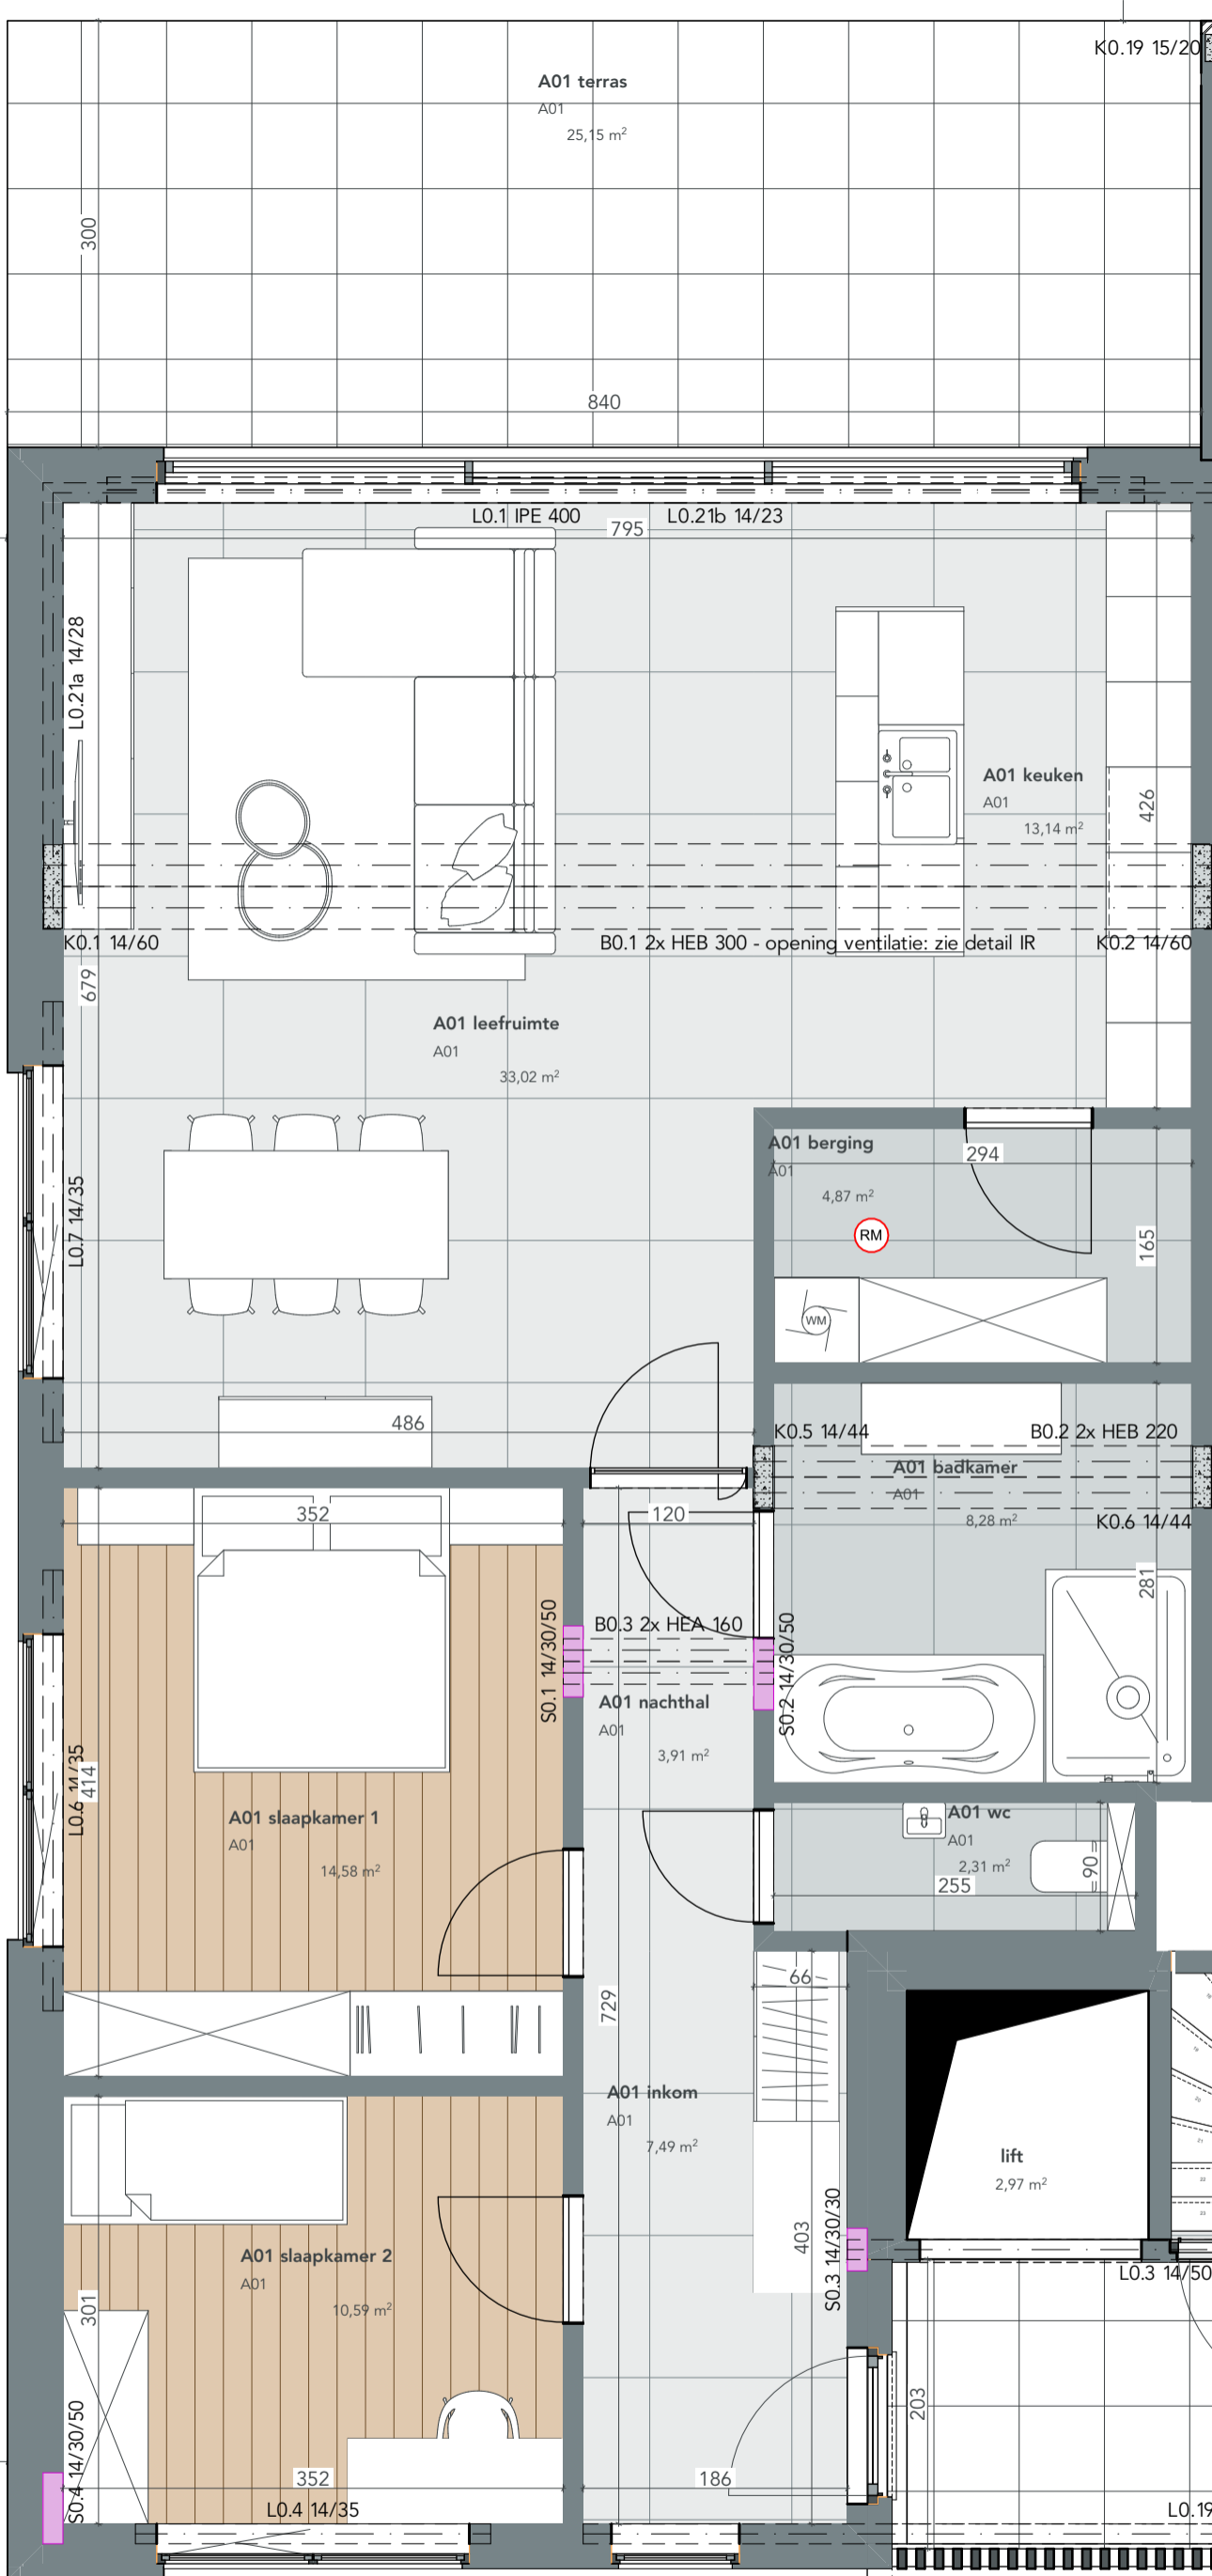 K0.19 15/20
A01 terras
A01
25,15 m²
300
840
L0.1 IPE 400
L0.21b 14/23
795
L0.21a 14/28
A01 keuken
A01
13,14 m²
426
K0.1 14/60
B0.1 2x HEB 300 - opening ventilatie: zie detail IR
K0.2 14/60
679
A01 leefruimte
A01
33,02 m²
A01 berging
A01
294
4,87 m²
L0.7 14/35
RM
165
WM
486
K0.5 14/44
B0.2 2x HEB 220
A01 badkamer
A01
8,28 m²
K0.6 14/44
352
120
281
S0.1 14/30/50
B0.3 2x HEA 160
S0.2 14/30/50
A01 nachthal
A01
3,91 m²
L0.6 14/35
414
A01 slaapkamer 1
A01
14,58 m²
A01 wc
A01
2,31 m²
90
255
66
729
A01 inkom
A01
7,49 m²
lift
2,97 m²
403
S0.3 14/30/30
A01 slaapkamer 2
A01
10,59 m²
L0.3 14/50
301
203
S0.4 14/30/50
352
186
L0.4 14/35
L0.19